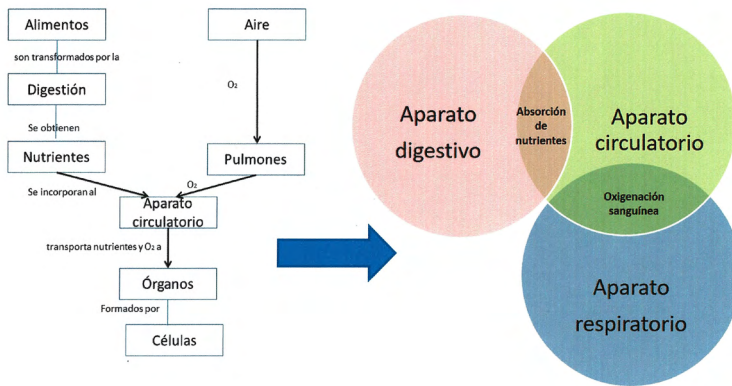 Alimentos
Aire
son transformados por la
O₂
Digestión
Se obtienen
Nutrientes
Pulmones
Se incorporan al
O₂
Aparato
circulatorio
transporta nutrientes y O₂ a
Órganos
Formados por
Células
Aparato
digestivo
Absorción
de
nutrientes
Aparato
circulatorio
Oxigenación
sanguínea
Aparato
respiratorio